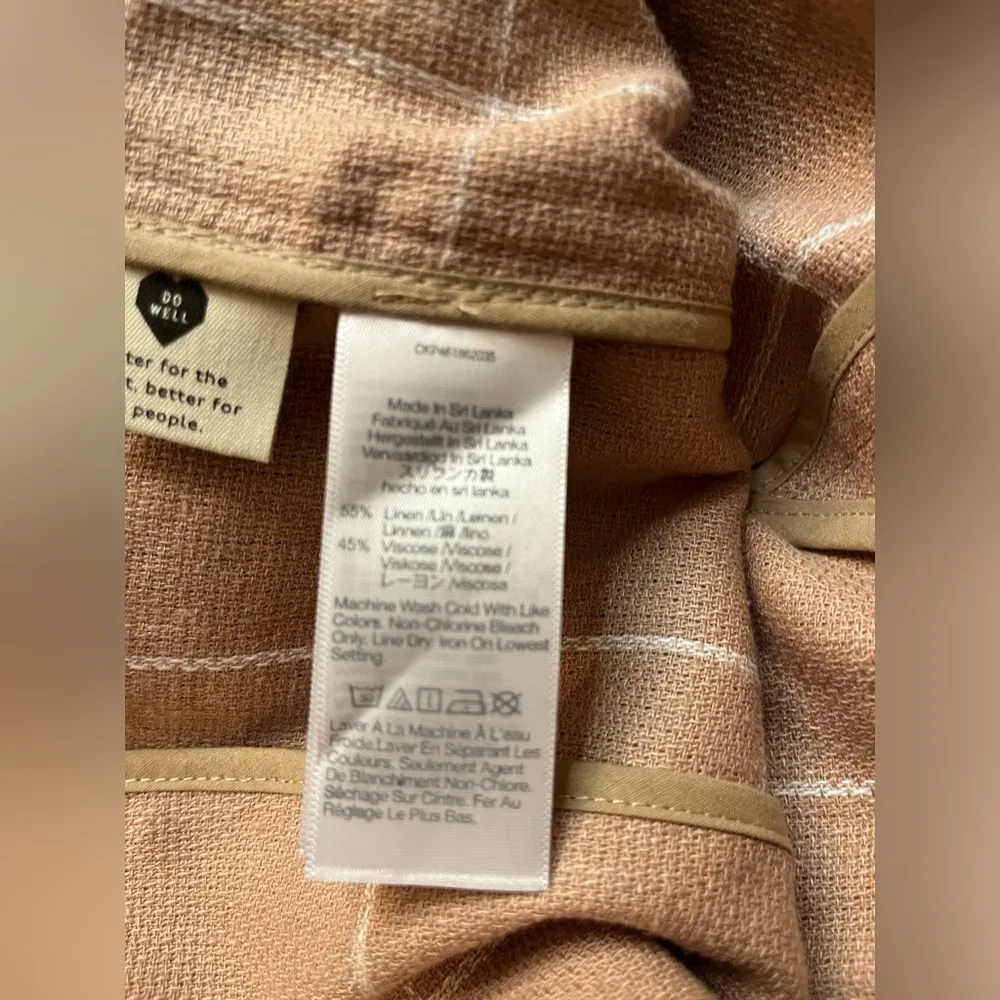 DO
WELL
ter for the
t, better for
people.
Made In Sri Lanka
Fabriqué Au Sri Lanka
Hergestellt In Sri Lanka
Vervaardigd In Sri Lanka
スリランカ製
hecho en sri lanka
55% Linen /Lin /Leinen /
Linnen /麻 /lino
45% Viscose /Viscose /
Viskose /Viscose /
レーヨン /viscosa
Machine Wash Cold With Like
Colors. Non-Chlorine Bleach
Only. Line Dry. Iron On Lowest
Setting.
Laver À La Machine À L'eau
Froide.Laver En Séparant Les
Couleurs. Seulement Agent
De Blanchiment Non-Chlore.
Séchage Sur Cintre. Fer Au
Réglage Le Plus Bas.